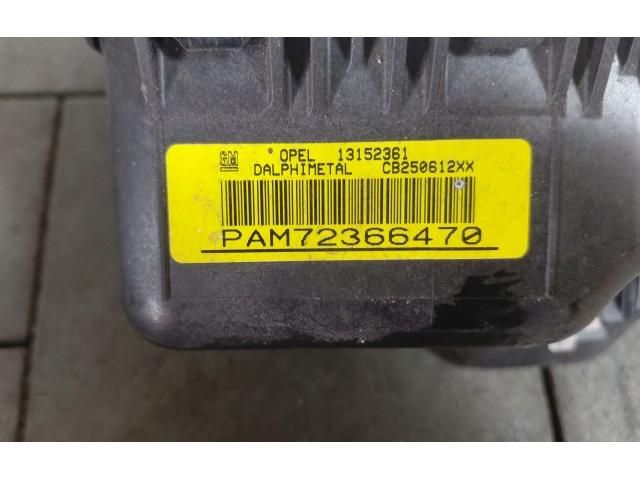 GM OPEL 13152361
DALPHIMETAL CB250612XX
PAM72366470